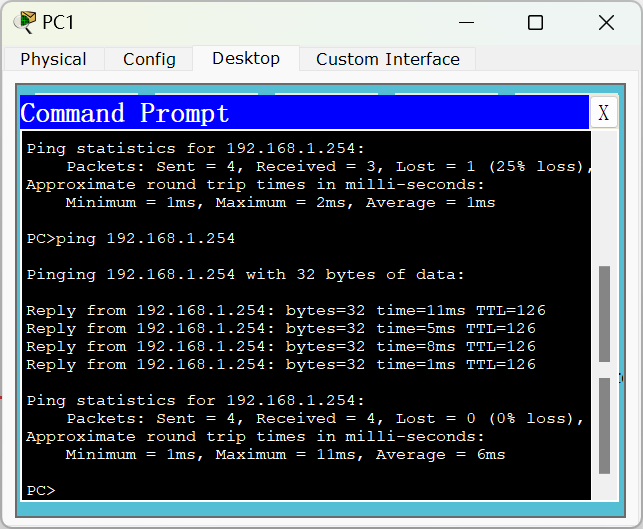 PC1
Physical Config Desktop Custom Interface
Command Prompt X
Ping statistics for 192.168.1.254:
Packets: Sent = 4, Received = 3, Lost = 1 (25% loss),
Approximate round trip times in milli-seconds:
Minimum = 1ms, Maximum = 2ms, Average = 1ms
PC>ping 192.168.1.254
Pinging 192.168.1.254 with 32 bytes of data:
Reply from 192.168.1.254: bytes=32 time=11ms TTL=126
Reply from 192.168.1.254: bytes=32 time=5ms TTL=126
Reply from 192.168.1.254: bytes=32 time=8ms TTL=126
Reply from 192.168.1.254: bytes=32 time=1ms TTL=126
Ping statistics for 192.168.1.254:
Packets: Sent = 4, Received = 4, Lost = 0 (0% loss),
Approximate round trip times in milli-seconds:
Minimum = 1ms, Maximum = 11ms, Average = 6ms
PC>